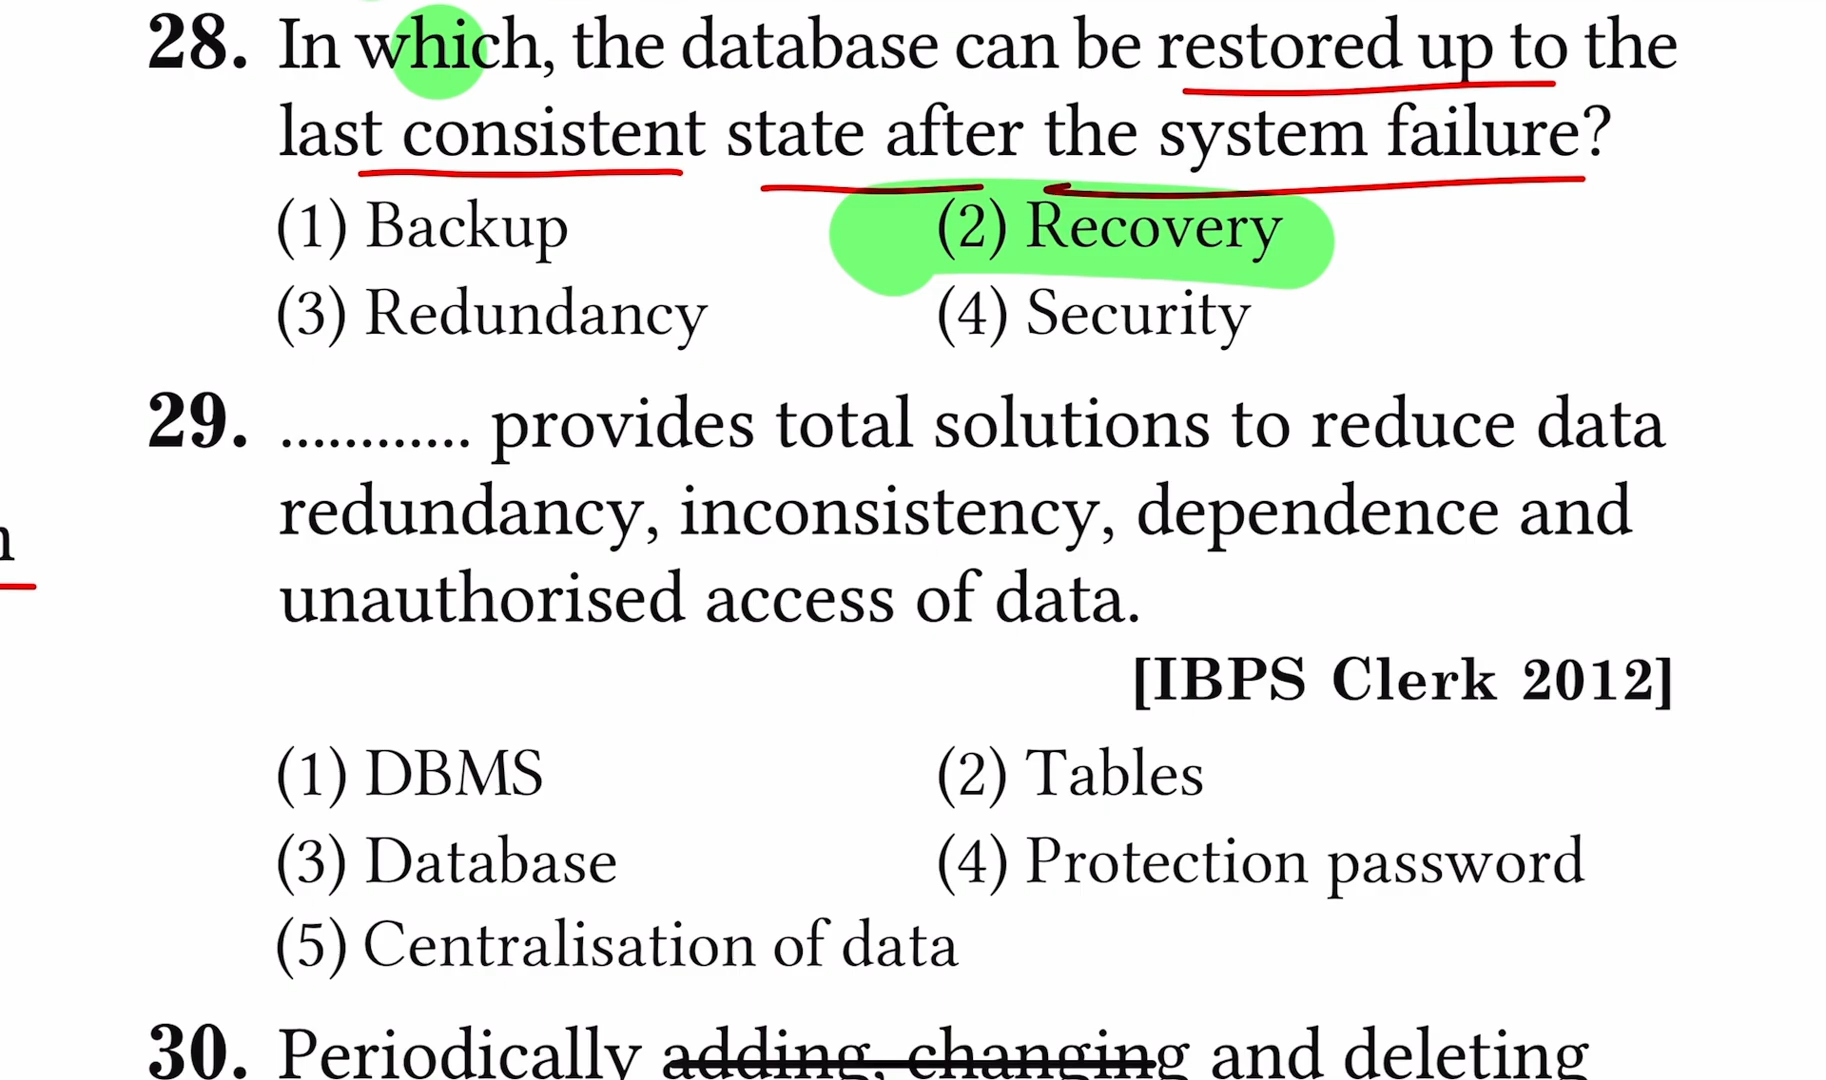 28. In which, the database can be restored up to the
last consistent state after the system failure?
(1) Backup (2) Recovery
(3) Redundancy (4) Security
29. ............ provides total solutions to reduce data
redundancy, inconsistency, dependence and
unauthorised access of data.
[IBPS Clerk 2012]
(1) DBMS (2) Tables
(3) Database (4) Protection password
(5) Centralisation of data
30. Periodically adding, changing and deleting